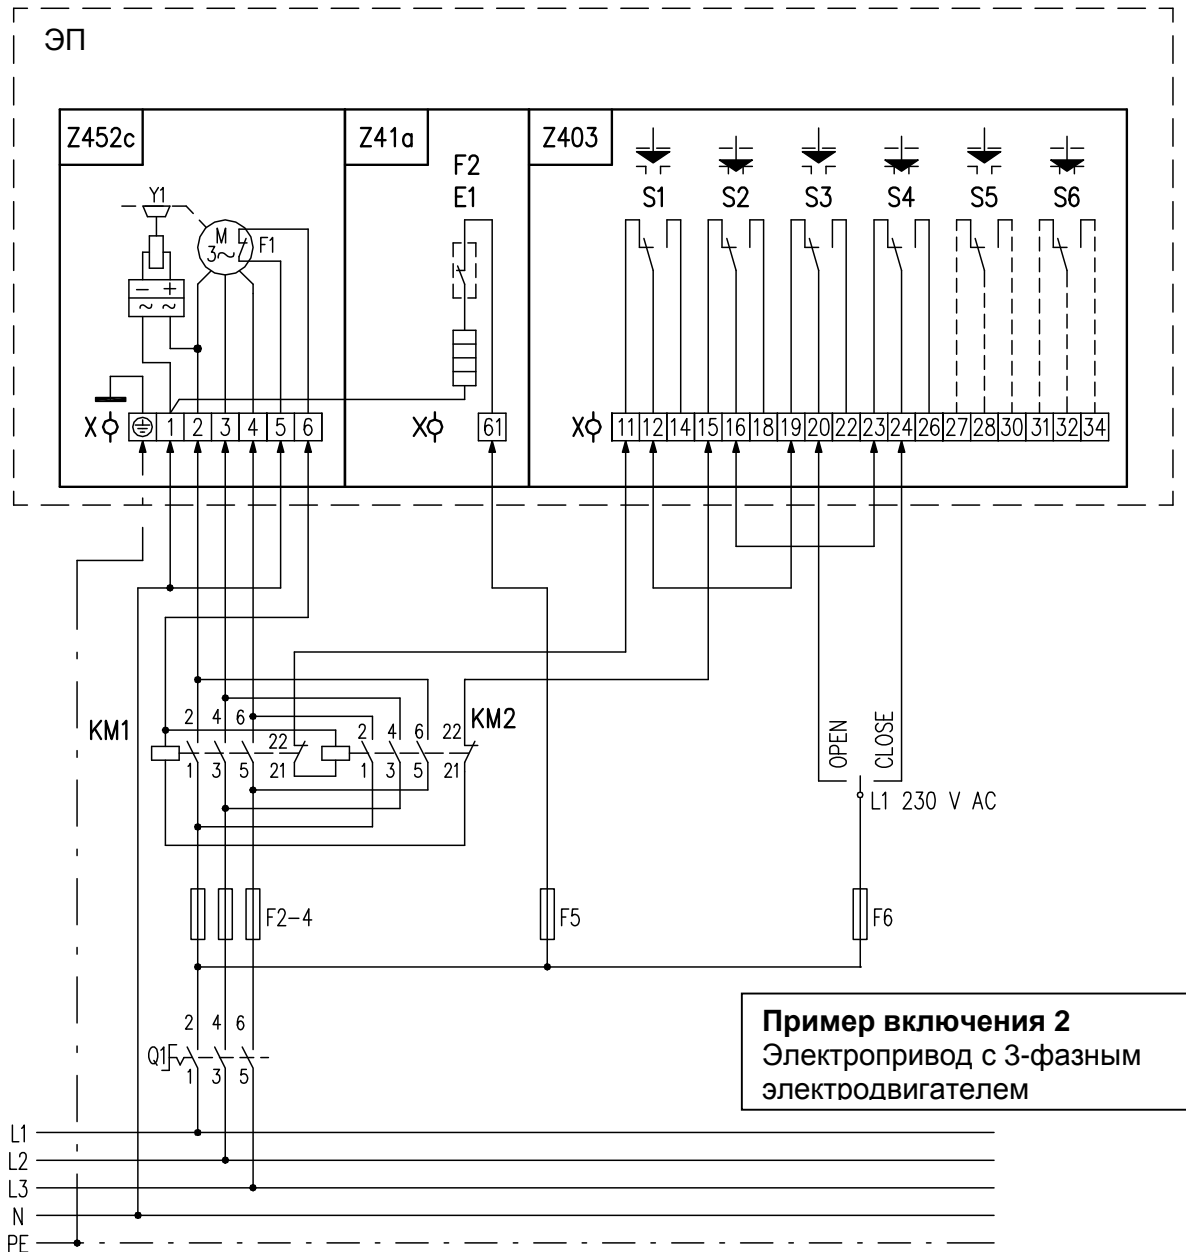 ЭП
Z452c
Z41a
Z403
F2
E1
S1 S2 S3 S4 S5 S6
Y1
M
3~
F1
- +
~ ~
X 1 2 3 4 5 6
X 61
X 11 12 14 15 16 18 19 20 22 23 24 26 27 28 30 31 32 34
KM1
2 4 6
22
1 3 5 21
KM2
2 4 6 22
1 3 5 21
OPEN
CLOSE
L1 230 V AC
F2-4
F5
F6
2 4 6
Q1
1 3 5
Пример включения 2
Электропривод с 3-фазным
электродвигателем
L1
L2
L3
N
PE